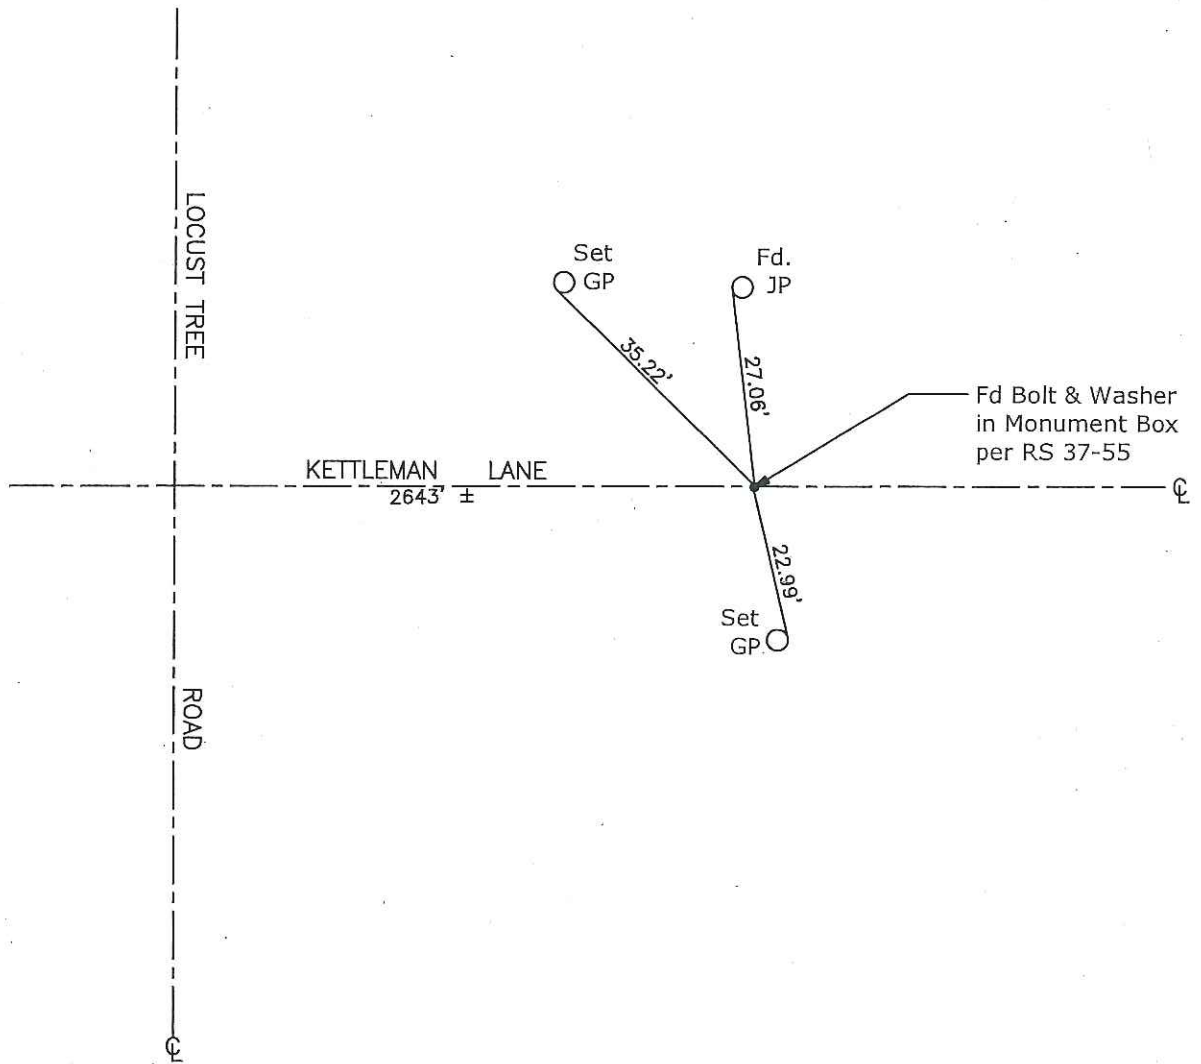 LOCUST TREE
Set
GP
Fd.
JP
35.22'
27.06'
Fd Bolt & Washer
in Monument Box
per RS 37-55
KETTLEMAN LANE
2643' ±
℄
22.99'
Set
GP.
ROAD
℄